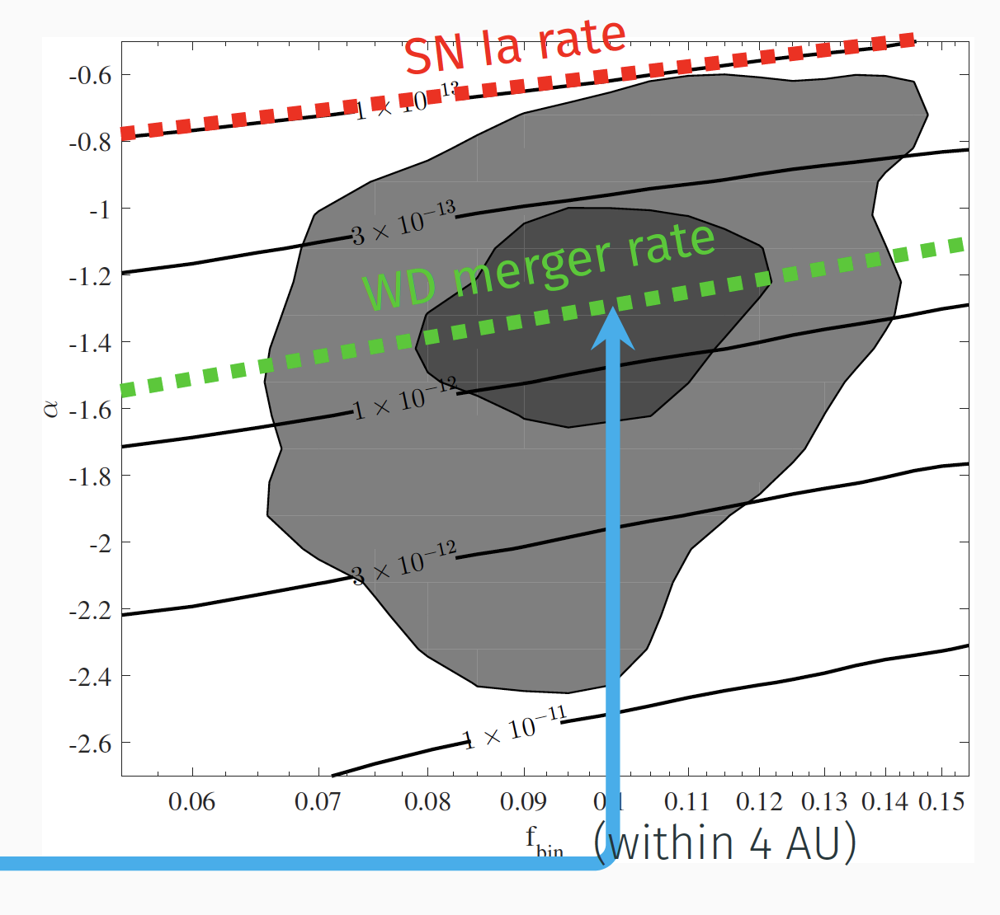 SN Ia rate
-0.6
1 × 10⁻¹³
-0.8
-1
3 × 10⁻¹³
WD merger rate
-1.2
-1.4
α
-1.6
1 × 10⁻¹²
-1.8
-2
3 × 10⁻¹²
-2.2
-2.4
1 × 10⁻¹¹
-2.6
0.06 0.07 0.08 0.09 0.1 0.11 0.12 0.13 0.14 0.15
f_bin (within 4 AU)